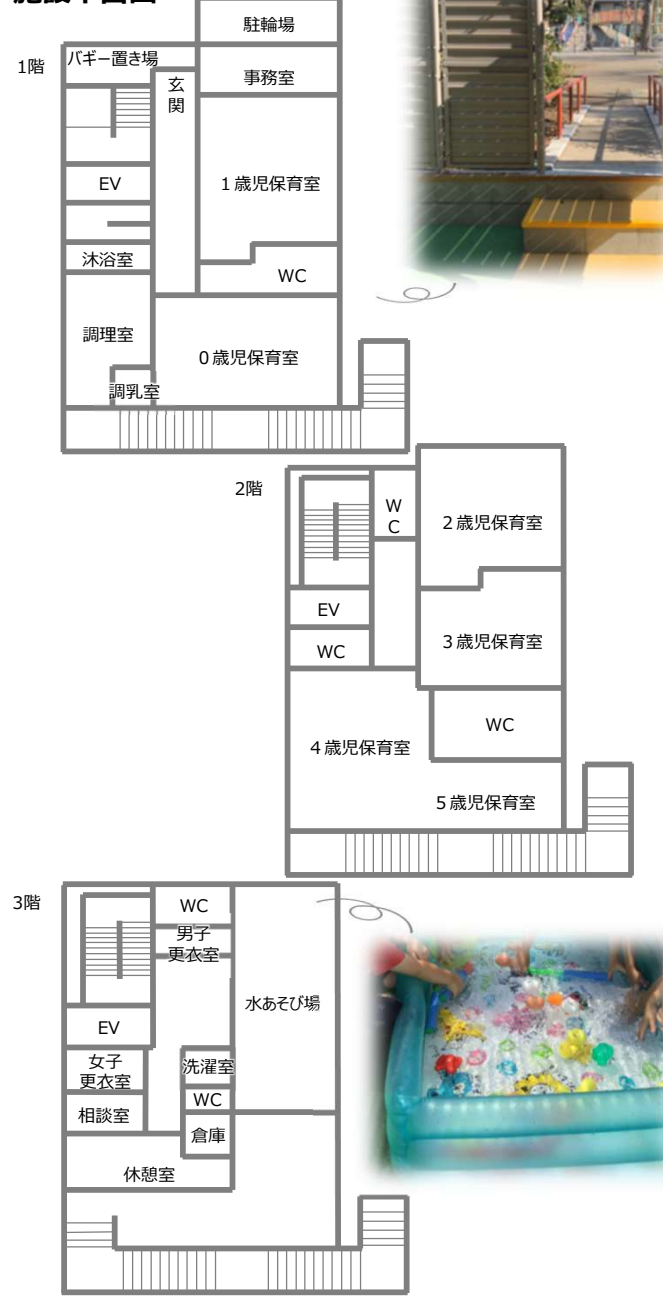 駐輪場
1階
バギー置き場
玄
関
事務室
EV
1歳児保育室
沐浴室
WC
調理室
0歳児保育室
調乳室
2階
W
C
2歳児保育室
EV
3歳児保育室
WC
WC
4歳児保育室
5歳児保育室
3階
WC
男子
更衣室
水あそび場
EV
女子
更衣室
洗濯室
WC
相談室
倉庫
休憩室